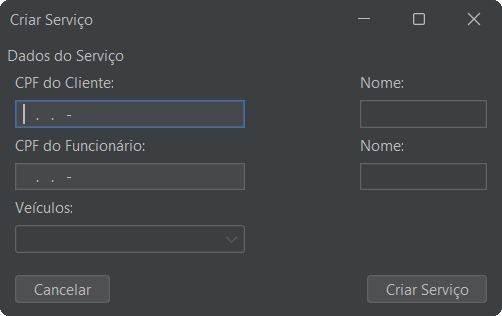 Criar Serviço
Dados do Serviço
CPF do Cliente: Nome:
. . -
CPF do Funcionário: Nome:
. . -
Veículos:
Cancelar Criar Serviço